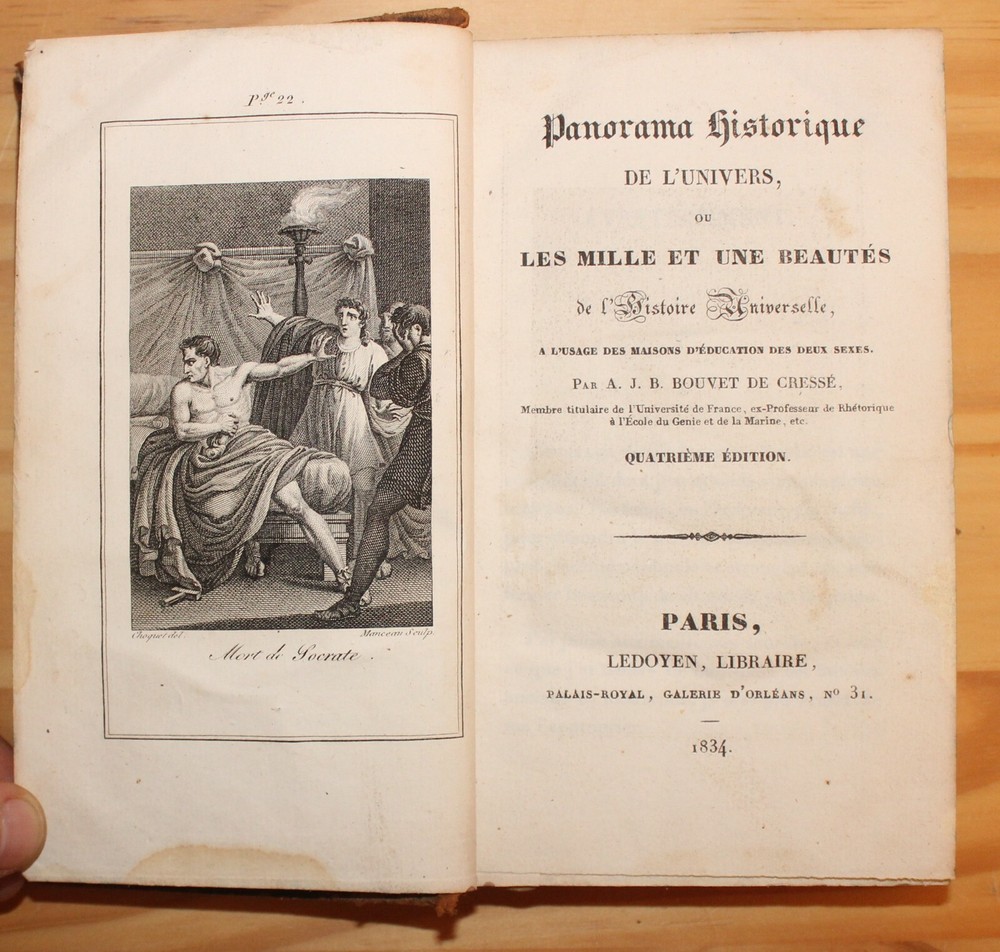 Pge 22.
Choquet del.
Manceau Sculp.
Mort de Socrate.
Panorama Historique
DE L'UNIVERS,
OU
LES MILLE ET UNE BEAUTÉS
de l'Histoire Universelle,
A L'USAGE DES MAISONS D'ÉDUCATION DES DEUX SEXES.
PAR A. J. B. BOUVET DE CRESSÉ,
Membre titulaire de l'Université de France, ex-Professeur de Rhétorique
à l'École du Genie et de la Marine, etc.
QUATRIÈME ÉDITION.
PARIS,
LEDOYEN, LIBRAIRE,
PALAIS-ROYAL, GALERIE D'ORLÉANS, No 31.
1834.